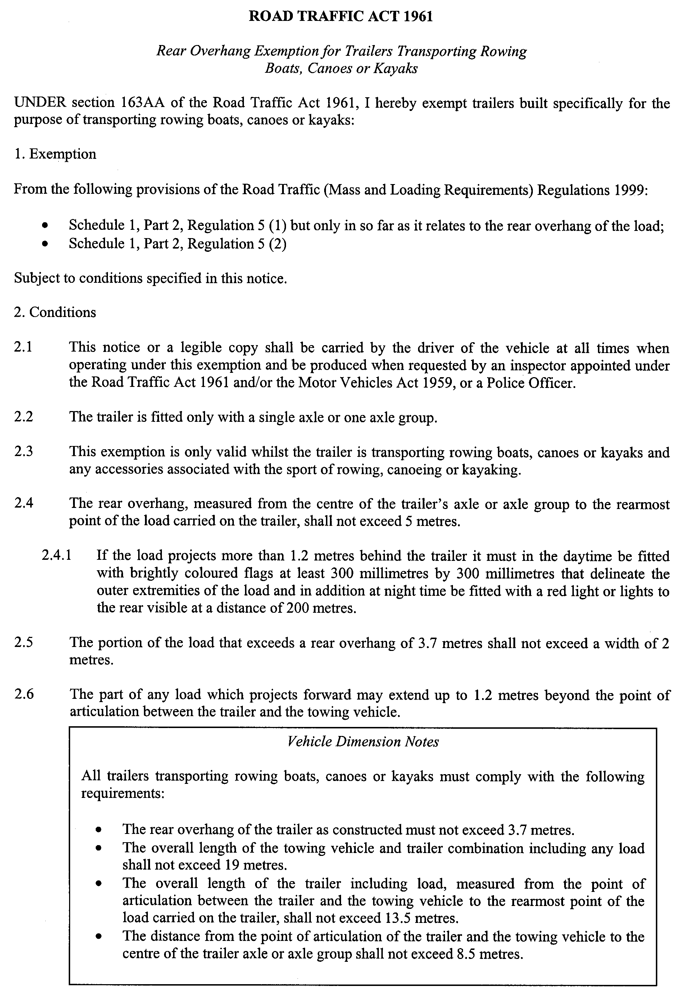 ROAD TRAFFIC ACT 1961
Rear Overhang Exemption for Trailers Transporting Rowing
Boats, Canoes or Kayaks
UNDER section 163AA of the Road Traffic Act 1961, I hereby exempt trailers built specifically for the
purpose of transporting rowing boats, canoes or kayaks:
1. Exemption
From the following provisions of the Road Traffic (Mass and Loading Requirements) Regulations 1999:
• Schedule 1, Part 2, Regulation 5 (1) but only in so far as it relates to the rear overhang of the load;
• Schedule 1, Part 2, Regulation 5 (2)
Subject to conditions specified in this notice.
2. Conditions
2.1 This notice or a legible copy shall be carried by the driver of the vehicle at all times when
operating under this exemption and be produced when requested by an inspector appointed under
the Road Traffic Act 1961 and/or the Motor Vehicles Act 1959, or a Police Officer.
2.2 The trailer is fitted only with a single axle or one axle group.
2.3 This exemption is only valid whilst the trailer is transporting rowing boats, canoes or kayaks and
any accessories associated with the sport of rowing, canoeing or kayaking.
2.4 The rear overhang, measured from the centre of the trailer's axle or axle group to the rearmost
point of the load carried on the trailer, shall not exceed 5 metres.
2.4.1 If the load projects more than 1.2 metres behind the trailer it must in the daytime be fitted
with brightly coloured flags at least 300 millimetres by 300 millimetres that delineate the
outer extremities of the load and in addition at night time be fitted with a red light or lights to
the rear visible at a distance of 200 metres.
2.5 The portion of the load that exceeds a rear overhang of 3.7 metres shall not exceed a width of 2
metres.
2.6 The part of any load which projects forward may extend up to 1.2 metres beyond the point of
articulation between the trailer and the towing vehicle.
Vehicle Dimension Notes
All trailers transporting rowing boats, canoes or kayaks must comply with the following
requirements:
• The rear overhang of the trailer as constructed must not exceed 3.7 metres.
• The overall length of the towing vehicle and trailer combination including any load
shall not exceed 19 metres.
• The overall length of the trailer including load, measured from the point of
articulation between the trailer and the towing vehicle to the rearmost point of the
load carried on the trailer, shall not exceed 13.5 metres.
• The distance from the point of articulation of the trailer and the towing vehicle to the
centre of the trailer axle or axle group shall not exceed 8.5 metres.